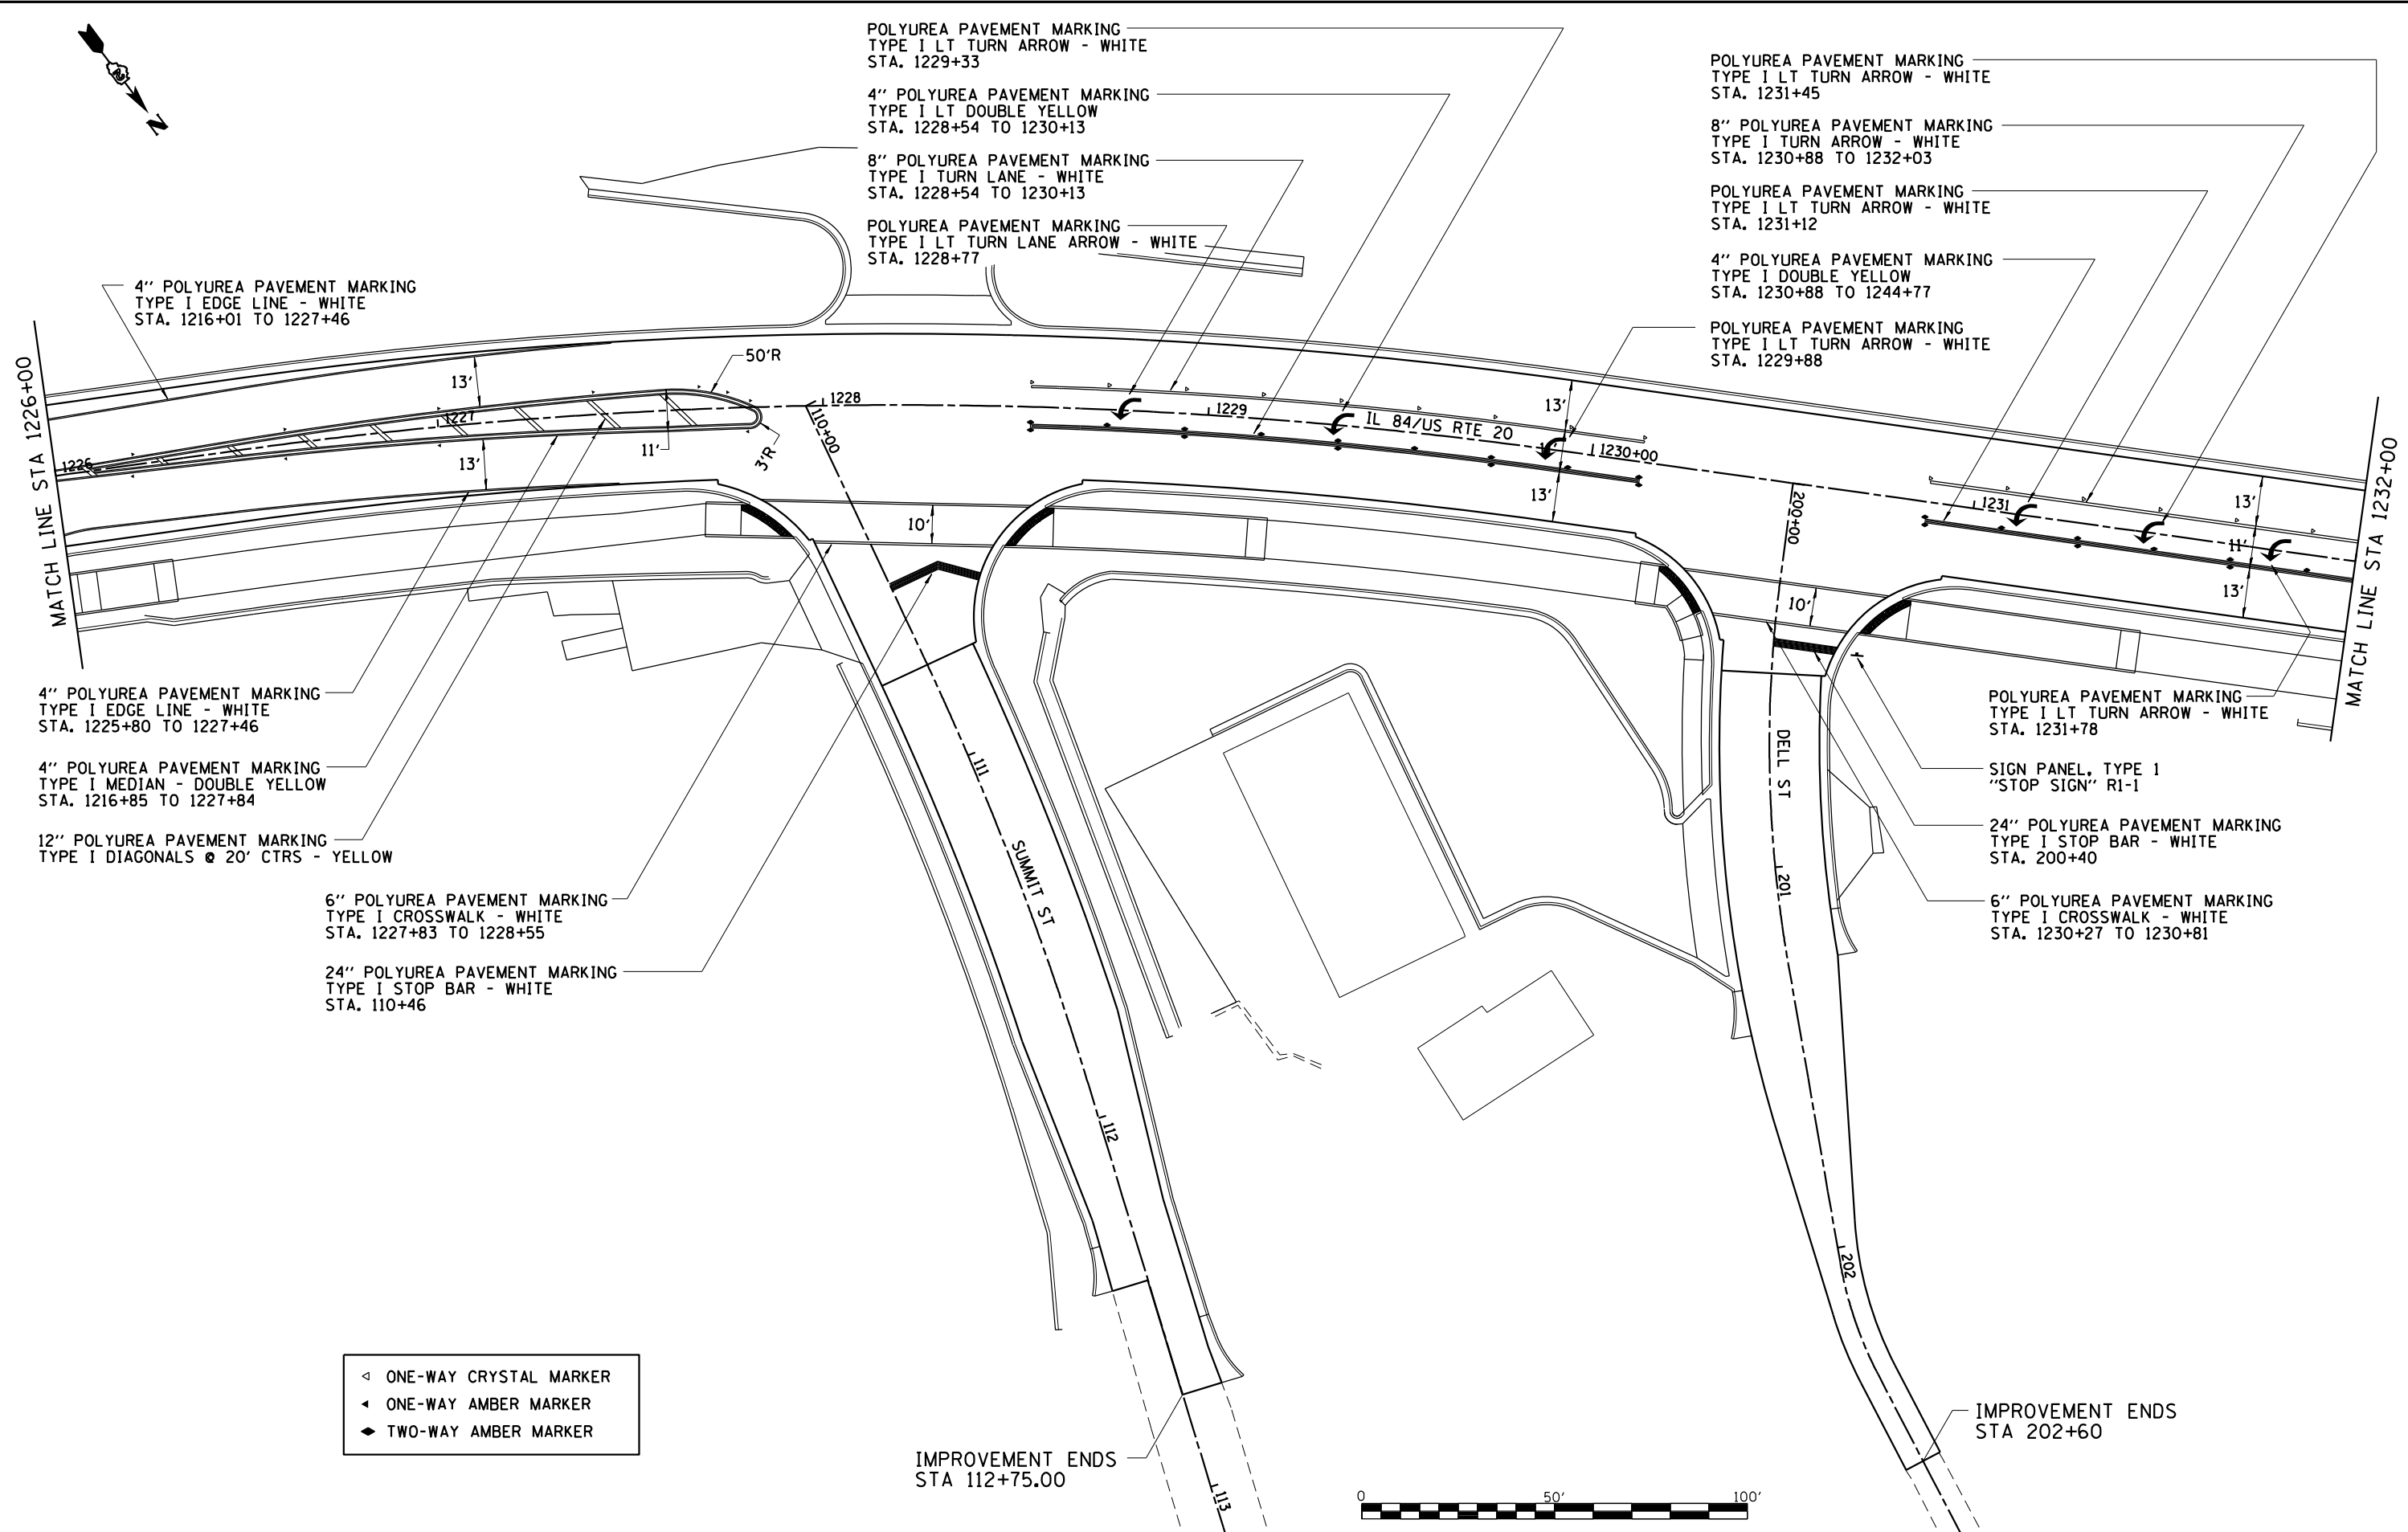 POLYUREA PAVEMENT MARKING
TYPE I LT TURN ARROW - WHITE
STA. 1229+33
4" POLYUREA PAVEMENT MARKING
TYPE I LT DOUBLE YELLOW
STA. 1228+54 TO 1230+13
8" POLYUREA PAVEMENT MARKING
TYPE I TURN LANE - WHITE
STA. 1228+54 TO 1230+13
POLYUREA PAVEMENT MARKING
TYPE I LT TURN LANE ARROW - WHITE
STA. 1228+77
POLYUREA PAVEMENT MARKING
TYPE I LT TURN ARROW - WHITE
STA. 1231+45
8" POLYUREA PAVEMENT MARKING
TYPE I TURN ARROW - WHITE
STA. 1230+88 TO 1232+03
POLYUREA PAVEMENT MARKING
TYPE I LT TURN ARROW - WHITE
STA. 1231+12
4" POLYUREA PAVEMENT MARKING
TYPE I DOUBLE YELLOW
STA. 1230+88 TO 1244+77
POLYUREA PAVEMENT MARKING
TYPE I LT TURN ARROW - WHITE
STA. 1229+88
N
4" POLYUREA PAVEMENT MARKING
TYPE I EDGE LINE - WHITE
STA. 1216+01 TO 1227+46
MATCH LINE STA 1226+00
1226
13'
13'
1227
11'
50'R
3'R
1228
110+00
10'
1229
IL 84/US RTE 20
13'
13'
1230+00
200+00
10'
1231
13'
11'
13'
MATCH LINE STA 1232+00
4" POLYUREA PAVEMENT MARKING
TYPE I EDGE LINE - WHITE
STA. 1225+80 TO 1227+46
4" POLYUREA PAVEMENT MARKING
TYPE I MEDIAN - DOUBLE YELLOW
STA. 1216+85 TO 1227+84
12" POLYUREA PAVEMENT MARKING
TYPE I DIAGONALS @ 20' CTRS - YELLOW
6" POLYUREA PAVEMENT MARKING
TYPE I CROSSWALK - WHITE
STA. 1227+83 TO 1228+55
24" POLYUREA PAVEMENT MARKING
TYPE I STOP BAR - WHITE
STA. 110+46
111
SUMMIT ST
112
113
DELL ST
201
202
POLYUREA PAVEMENT MARKING
TYPE I LT TURN ARROW - WHITE
STA. 1231+78
SIGN PANEL, TYPE 1
"STOP SIGN" R1-1
24" POLYUREA PAVEMENT MARKING
TYPE I STOP BAR - WHITE
STA. 200+40
6" POLYUREA PAVEMENT MARKING
TYPE I CROSSWALK - WHITE
STA. 1230+27 TO 1230+81
ONE-WAY CRYSTAL MARKER
ONE-WAY AMBER MARKER
TWO-WAY AMBER MARKER
IMPROVEMENT ENDS
STA 112+75.00
IMPROVEMENT ENDS
STA 202+60
0 50' 100'